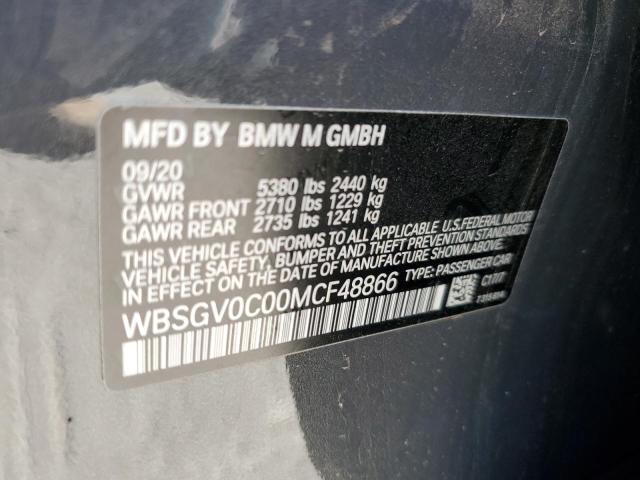 MFD BY BMW M GMBH
09/20
GVWR 5380 lbs 2440 kg
GAWR FRONT 2710 lbs 1229 kg
GAWR REAR 2735 lbs 1241 kg
THIS VEHICLE CONFORMS TO ALL APPLICABLE U.S.FEDERAL MOTOR
VEHICLE SAFETY, BUMPER AND THEFT PREVENTION STANDARDS
IN EFFECT ON THE DATE OF MANUFACTURE SHOWN ABOVE.
WBSGV0C00MCF48866 TYPE: PASSENGER CAR